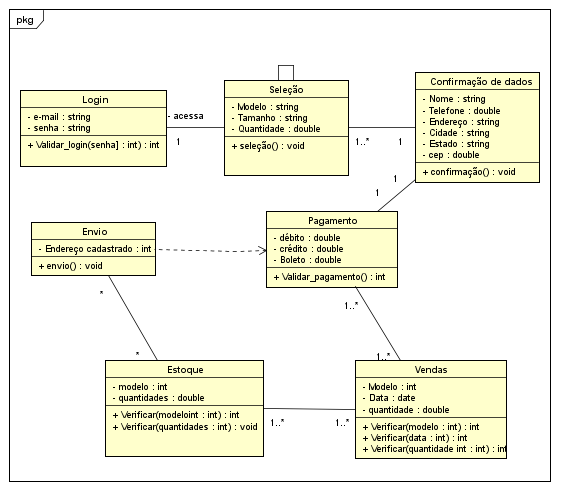 pkg
Login
- e-mail : string
- senha : string
+ Validar_login(senha] : int) : int
- acessa
1
Seleção
- Modelo : string
- Tamanho : string
- Quantidade : double
+ seleção() : void
1..*
1
Confirmação de dados
- Nome : string
- Telefone : double
- Endereço : string
- Cidade : string
- Estado : string
- cep : double
+ confirmação() : void
1
1
Envio
- Endereço cadastrado : int
+ envio() : void
Pagamento
- débito : double
- crédito : double
- Boleto : double
+ Validar_pagamento() : int
*
*
1..*
1..*
Estoque
- modelo : int
- quantidades : double
+ Verificar(modeloint : int) : int
+ Verificar(quantidades : int) : void
1..*
1..*
Vendas
- Modelo : int
- Data : date
- quantidade : double
+ Verificar(modelo : int) : int
+ Verificar(data : int) : int
+ Verificar(quantidade int : int) : int